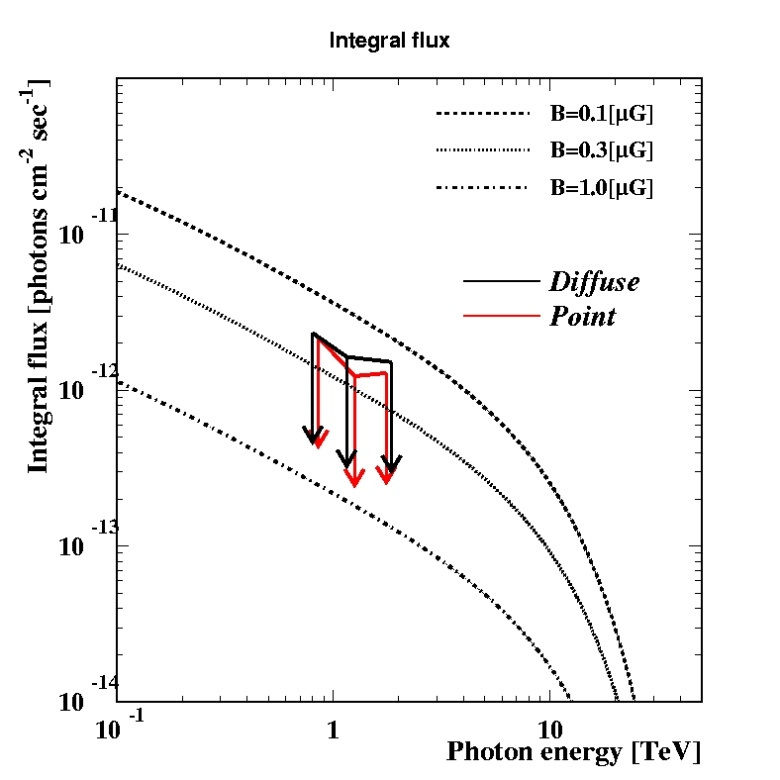 Integral flux
Integral flux [photons cm-2 sec-1]
B=0.1[μG]
B=0.3[μG]
B=1.0[μG]
Diffuse
Point
10 -11
10 -12
10 -13
10 -14
10 -1
1
10
Photon energy [TeV]